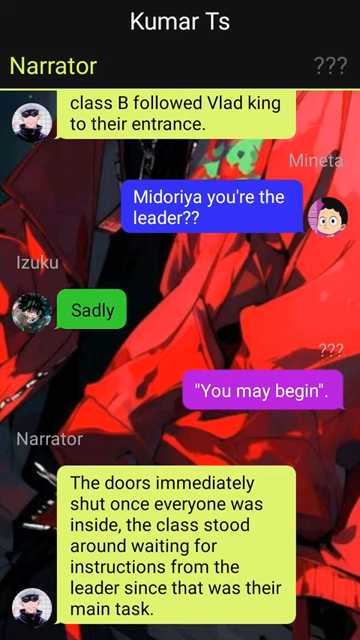 Kumar Ts
Narrator
???
class B followed Vlad king
to their entrance.
Mineta
Midoriya you're the
leader??
Izuku
Sadly
???
"You may begin".
Narrator
The doors immediately
shut once everyone was
inside, the class stood
around waiting for
instructions from the
leader since that was their
main task.